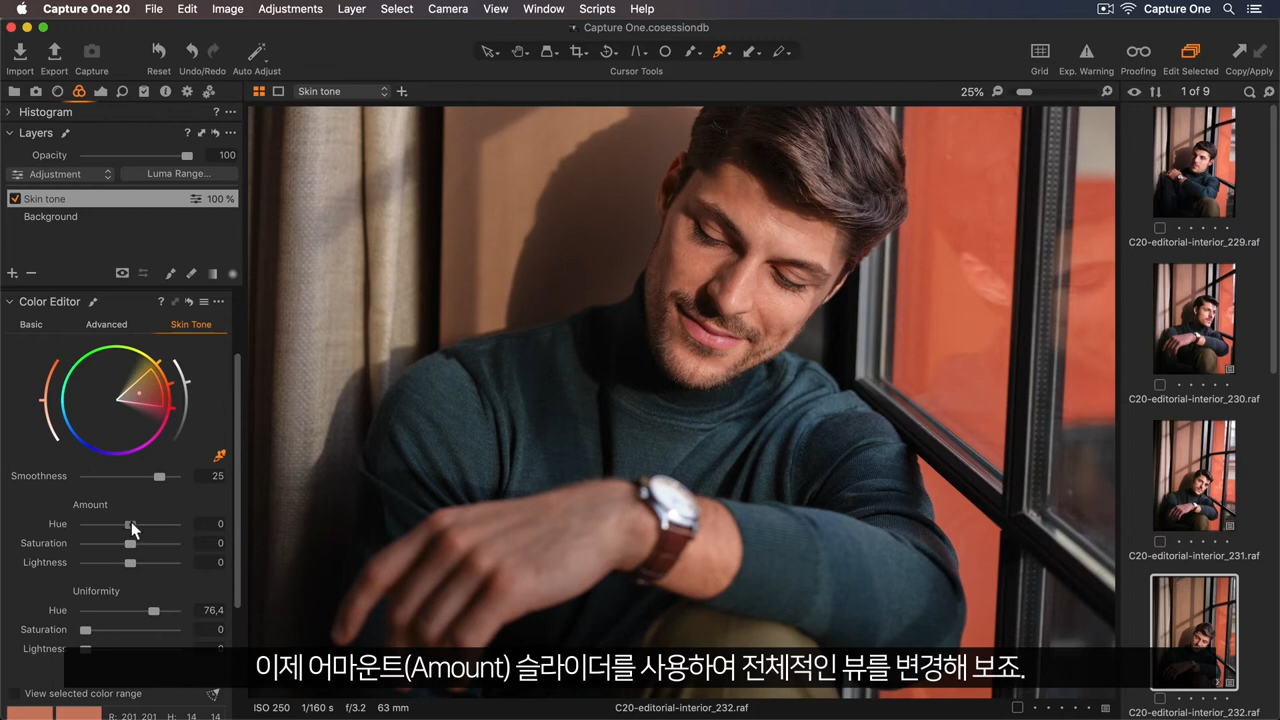 Capture One 20 File Edit Image Adjustments Layer Select Camera View Window Scripts Help Capture One
Capture One.cosessiondb
Import Export Capture Reset Undo/Redo Auto Adjust Cursor Tools Grid Exp. Warning Proofing Edit Selected Copy/Apply
Skin tone 25% 1 of 9
Histogram ? ...
Layers ? ...
Opacity 100
Adjustment Luma Range...
Skin tone 100 %
Background
Color Editor ? ...
Basic Advanced Skin Tone
Smoothness 25
Amount
Hue 0
Saturation 0
Lightness 0
Uniformity
Hue 76,4
Saturation 0
Lightness 0
이제 어마운트(Amount) 슬라이더를 사용하여 전체적인 뷰를 변경해 보죠.
View selected color range
R: 201 201 H: 14 14
ISO 250 1/160 s f/3.2 63 mm C20-editorial-interior_232.raf
C20-editorial-interior_229.raf
C20-editorial-interior_230.raf
C20-editorial-interior_231.raf
C20-editorial-interior_232.raf